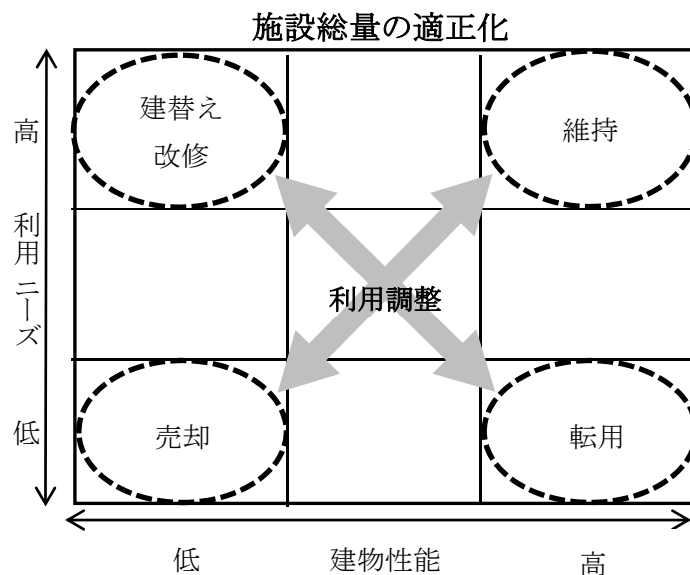 施設総量の適正化
高
利用ニーズ
低
建替え
改修
維持
利用調整
売却
転用
低
建物性能
高